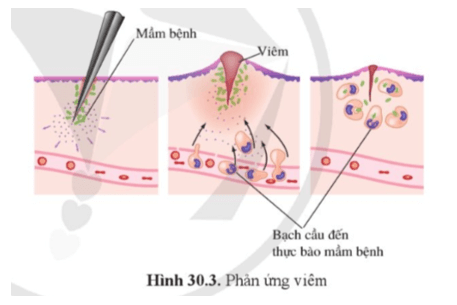 Mầm bệnh
Viêm
Bạch cầu đến
thực bào mầm bệnh
Hình 30.3. Phản ứng viêm